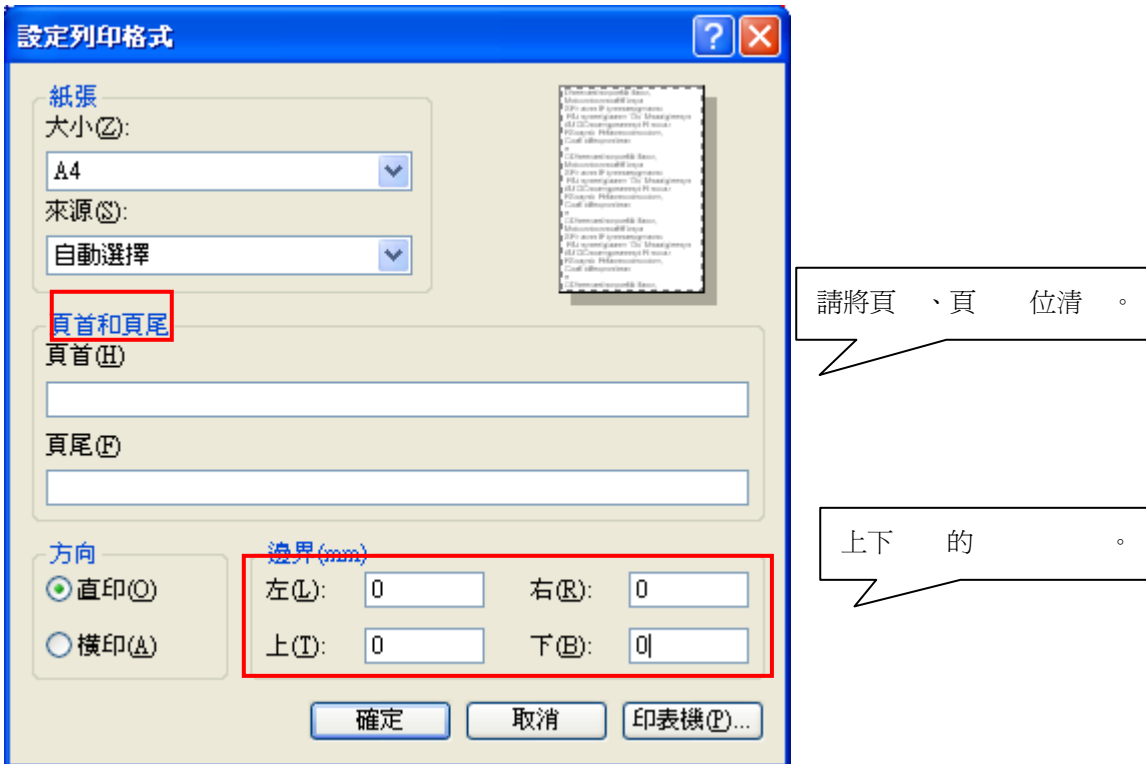 設定列印格式
紙張
大小(Z):
A4
來源(S):
自動選擇
請將頁 、頁 位清 。
頁首和頁尾
頁首(H)
頁尾(F)
上下 的 。
方向
直印(O)
橫印(A)
邊界(mm)
左(L): 0 右(R): 0
上(T): 0 下(B): 0
確定 取消 印表機(P)...